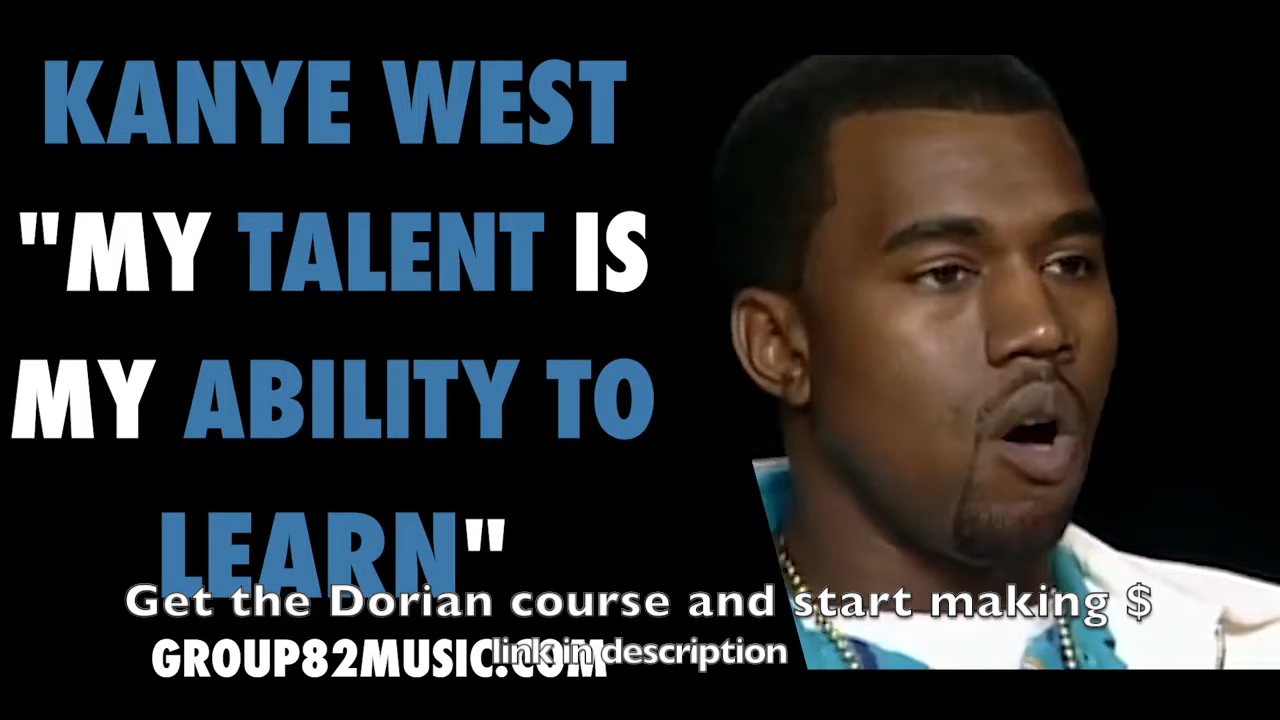 KANYE WEST
"MY TALENT IS
MY ABILITY TO
LEARN"
Get the Dorian course and start making $
GROUP82MUSIC.COM
link in description